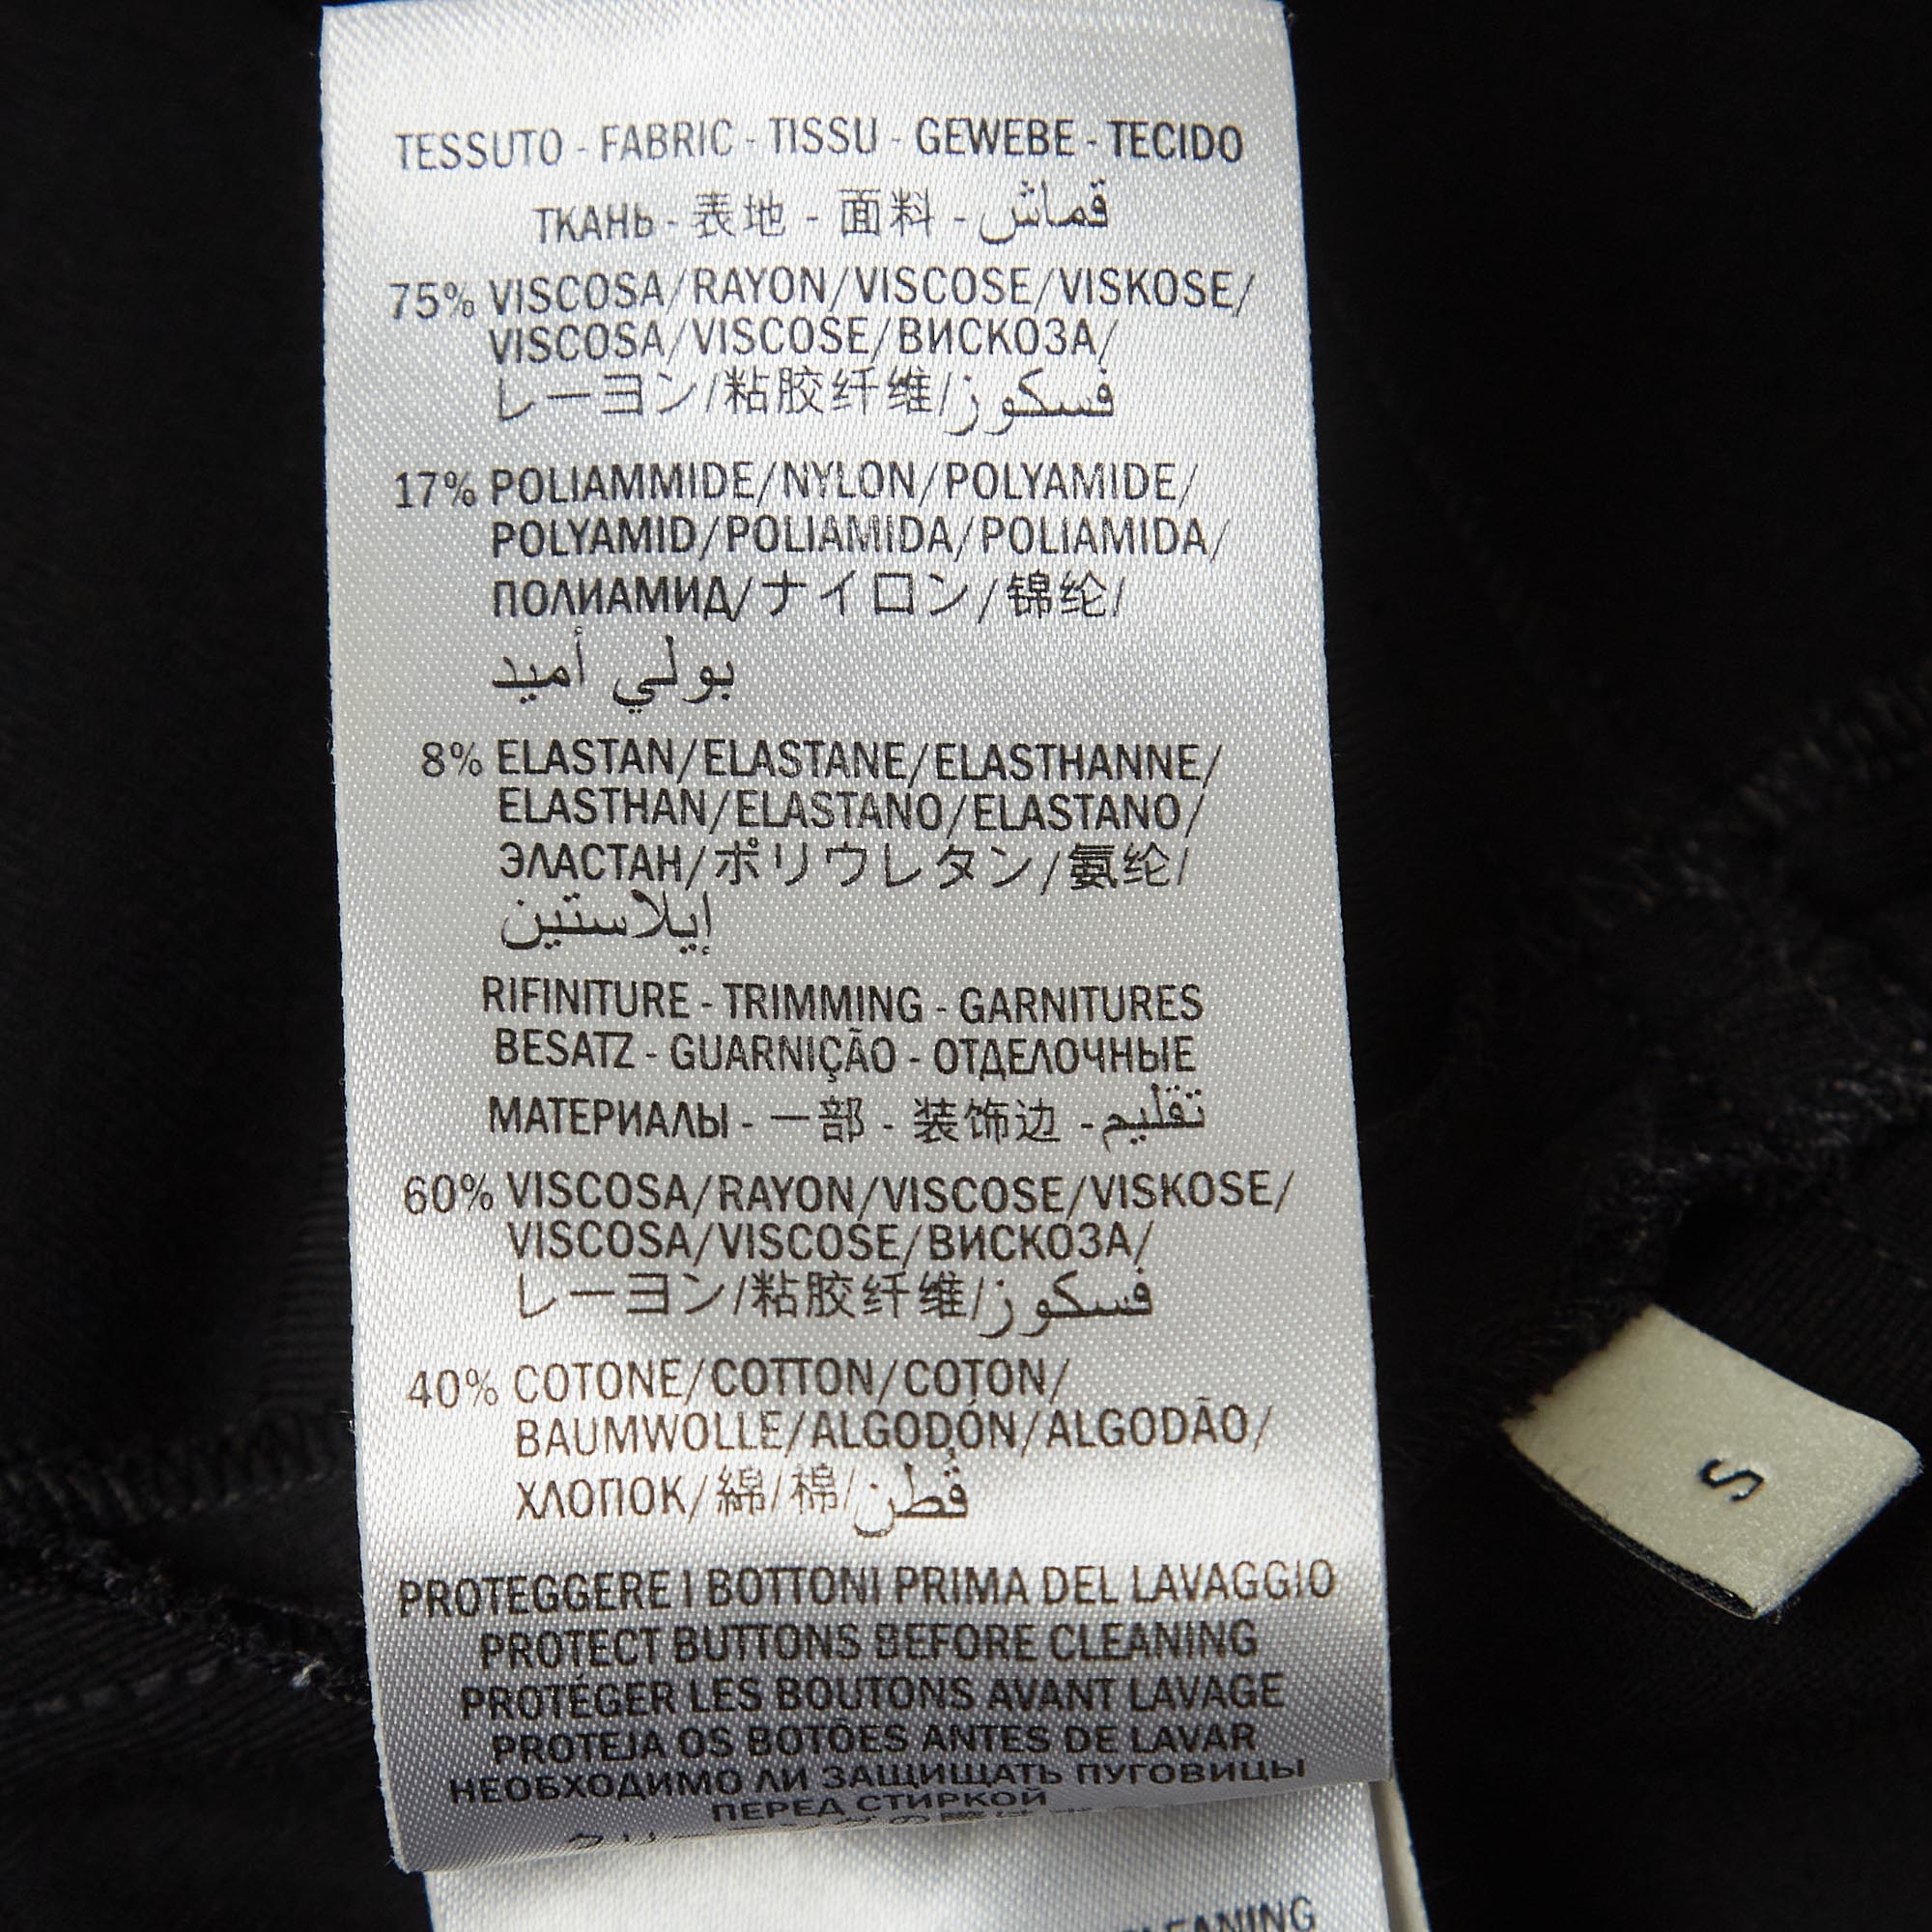 TESSUTO - FABRIC - TISSU - GEWEBE - TECIDO
ТКАНЬ - 表地 - 面料 - قماش
75% VISCOSA/RAYON/VISCOSE/VISKOSE/
VISCOSA/VISCOSE/ВИСКОЗА/
レーヨン/粘胶纤维/فسكوز
17% POLIAMMIDE/NYLON/POLYAMIDE/
POLYAMID/POLIAMIDA/POLIAMIDA/
ПОЛИАМИД/ナイロン/锦纶/
بولي أميد
8% ELASTAN/ELASTANE/ELASTHANNE/
ELASTHAN/ELASTANO/ELASTANO/
ЭЛАСТАН/ポリウレタン/氨纶/
إيلاستين
RIFINITURE - TRIMMING - GARNITURES
BESATZ - GUARNIÇÃO - ОТДЕЛОЧНЫЕ
МАТЕРИАЛЫ - 一部 - 装饰边 - تقليم
60% VISCOSA/RAYON/VISCOSE/VISKOSE/
VISCOSA/VISCOSE/ВИСКОЗА/
レーヨン/粘胶纤维/فسكوز
40% COTONE/COTTON/COTON/
BAUMWOLLE/ALGODÓN/ALGODÃO/
ХЛОПОК/綿/棉/قُطن
PROTEGGERE I BOTTONI PRIMA DEL LAVAGGIO
PROTECT BUTTONS BEFORE CLEANING
PROTÉGER LES BOUTONS AVANT LAVAGE
PROTEJA OS BOTÕES ANTES DE LAVAR
НЕОБХОДИМО ЛИ ЗАЩИЩАТЬ ПУГОВИЦЫ
ПЕРЕД СТИРКОЙ
CLEANING
S